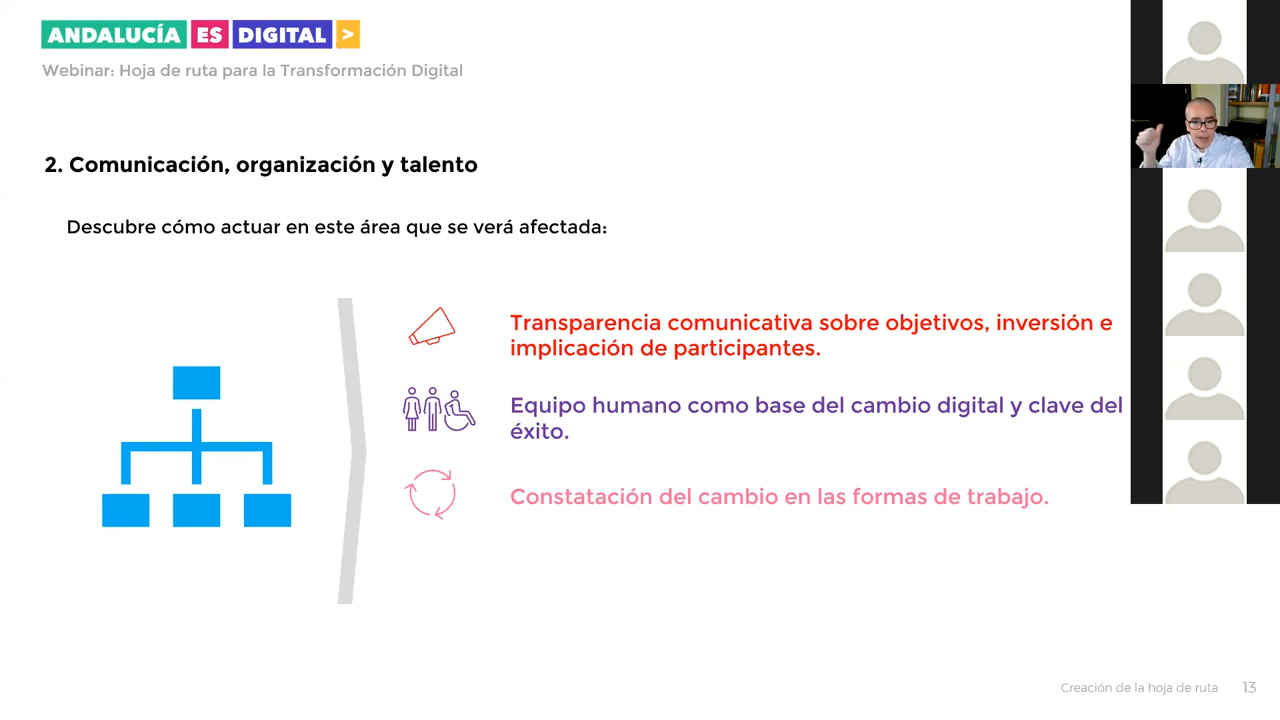 ANDALUCÍA ES DIGITAL >
Webinar: Hoja de ruta para la Transformación Digital
2. Comunicación, organización y talento
Descubre cómo actuar en este área que se verá afectada:
Transparencia comunicativa sobre objetivos, inversión e
implicación de participantes.
Equipo humano como base del cambio digital y clave del
éxito.
Constatación del cambio en las formas de trabajo.
Creación de la hoja de ruta 13